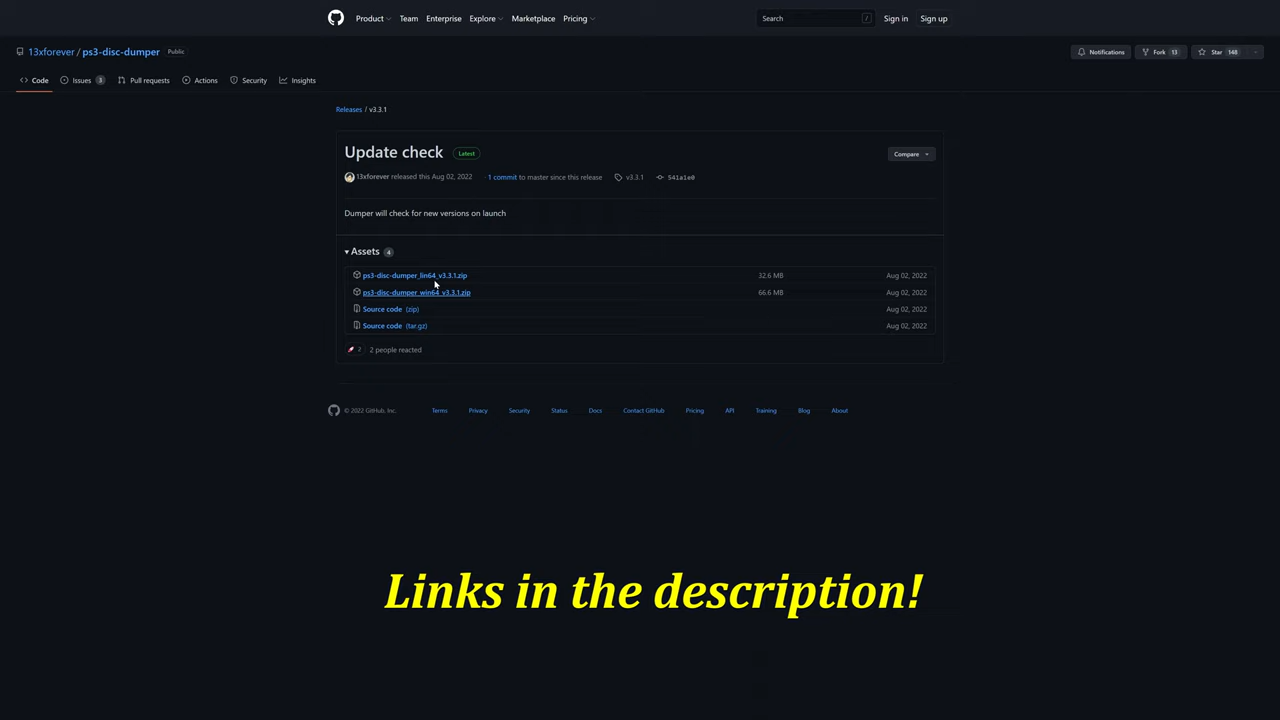 Product Team Enterprise Explore Marketplace Pricing Search / Sign in Sign up
13xforever / ps3-disc-dumper Public Notifications Fork 13 Star 148
Code Issues 3 Pull requests Actions Security Insights
Releases / v3.3.1
Update check Latest Compare
13xforever released this Aug 02, 2022 · 1 commit to master since this release v3.3.1 541a1e0
Dumper will check for new versions on launch
Assets 4
ps3-disc-dumper_lin64_v3.3.1.zip 32.6 MB Aug 02, 2022
ps3-disc-dumper_win64_v3.3.1.zip 66.6 MB Aug 02, 2022
Source code (zip) Aug 02, 2022
Source code (tar.gz) Aug 02, 2022
2 2 people reacted
© 2022 GitHub, Inc. Terms Privacy Security Status Docs Contact GitHub Pricing API Training Blog About
Links in the description!